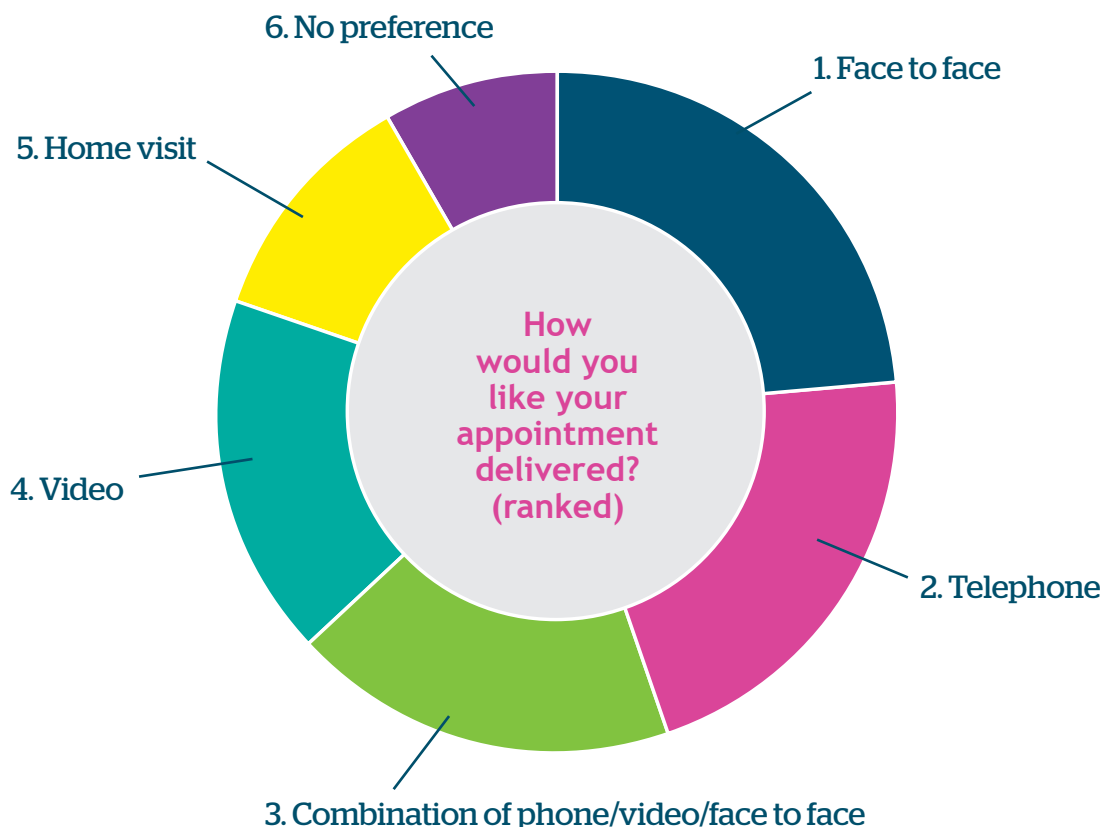 6. No preference
1. Face to face
5. Home visit
How
would you
like your
appointment
delivered?
(ranked)
4. Video
2. Telephone
3. Combination of phone/video/face to face